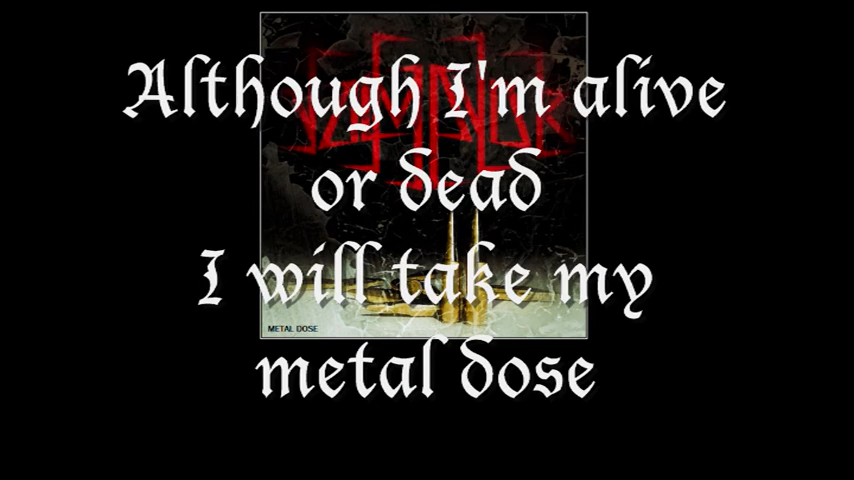 Although I'm alive
or dead
I will take my
metal dose
METAL DOSE